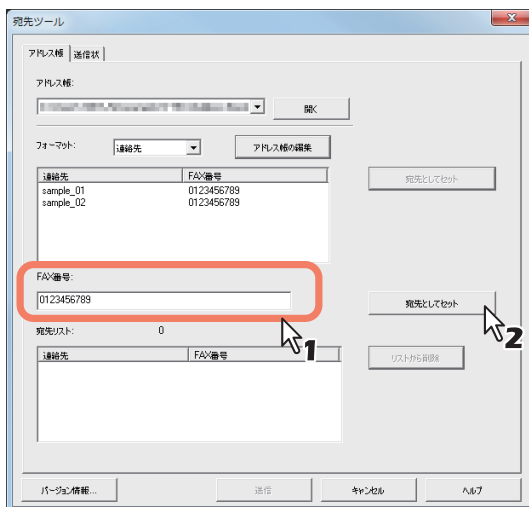 宛先ツール
アドレス帳 送信状
アドレス帳:
開く
フォーマット: 連絡先 アドレス帳の編集
連絡先 FAX番号 宛先としてセット
sample_01 0123456789
sample_02 0123456789
FAX番号:
0123456789 宛先としてセット
1 2
宛先リスト: 0
連絡先 FAX番号 リストから削除
バージョン情報... 送信 キャンセル ヘルプ